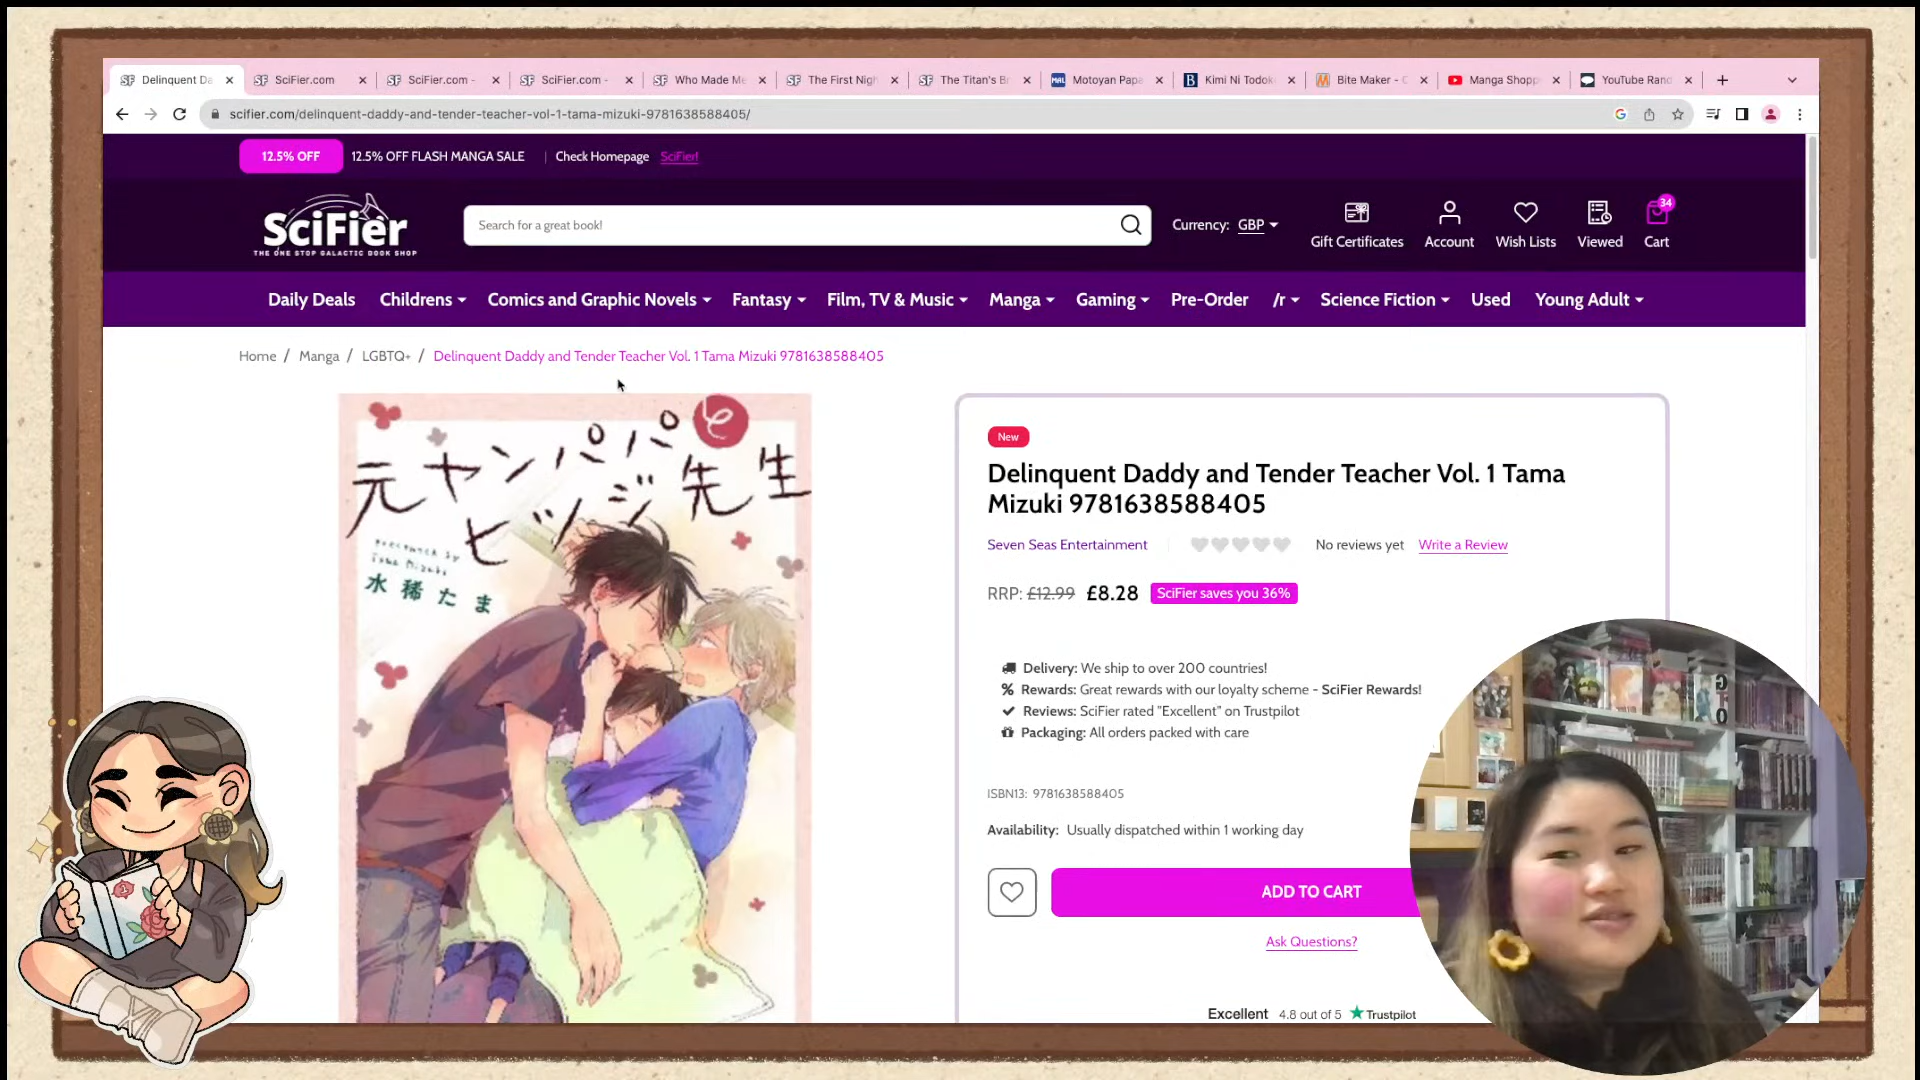 Delinquent Da
SciFier.com
SciFier.com -
SciFier.com -
Who Made Me
The First Nigh
The Titan's Br
Motoyan Papa
Kimi Ni Todok
Bite Maker - C
Manga Shopp
YouTube Rand
scifier.com/delinquent-daddy-and-tender-teacher-vol-1-tama-mizuki-9781638588405/
12.5% OFF 12.5% OFF FLASH MANGA SALE | Check Homepage SciFier!
SciFier
THE ONE STOP GALACTIC BOOK SHOP
Search for a great book!
Currency: GBP
Gift Certificates
Account
Wish Lists
Viewed
34
Cart
Daily Deals Childrens Comics and Graphic Novels Fantasy Film, TV & Music Manga Gaming Pre-Order /r Science Fiction Used Young Adult
Home / Manga / LGBTQ+ / Delinquent Daddy and Tender Teacher Vol. 1 Tama Mizuki 9781638588405
元ヤンパパと
ヒツジ先生
presented by
Tama Mizuki
水稀たま
New
Delinquent Daddy and Tender Teacher Vol. 1 Tama
Mizuki 9781638588405
Seven Seas Entertainment No reviews yet Write a Review
RRP: £12.99 £8.28 SciFier saves you 36%
Delivery: We ship to over 200 countries!
Rewards: Great rewards with our loyalty scheme - SciFier Rewards!
Reviews: SciFier rated "Excellent" on Trustpilot
Packaging: All orders packed with care
ISBN13: 9781638588405
Availability: Usually dispatched within 1 working day
ADD TO CART
Ask Questions?
Excellent 4.8 out of 5 Trustpilot